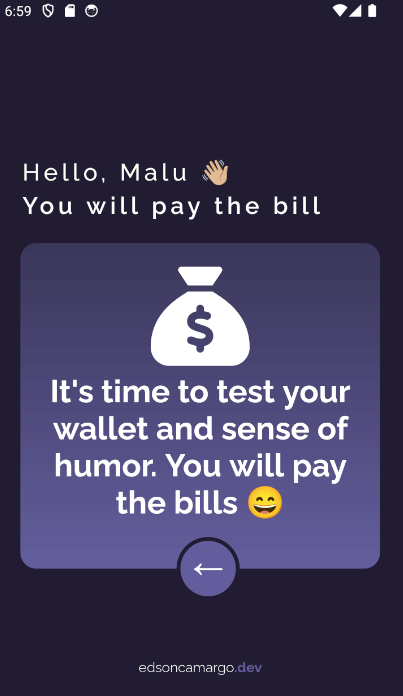 6:59
Hello, Malu 👋🏼
You will pay the bill
$
It's time to test your
wallet and sense of
humor. You will pay
the bills 😄
edsoncamargo.dev